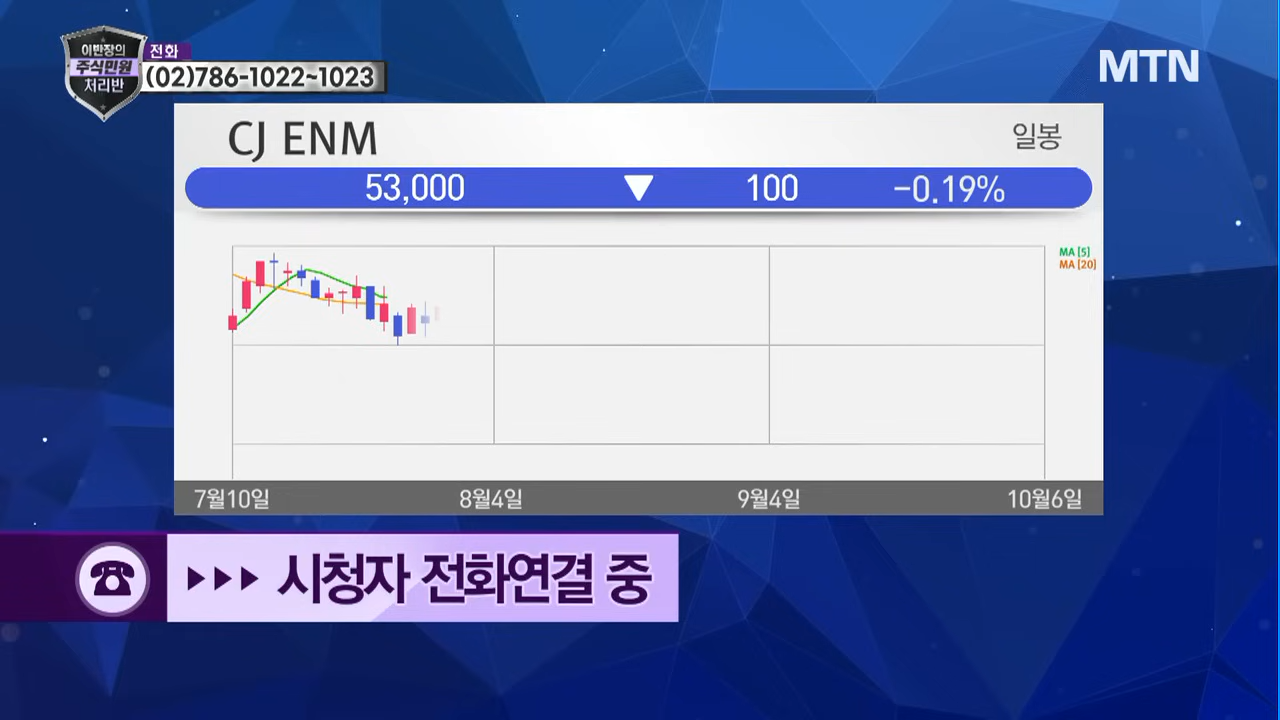 이반장의
주식민원
처리반
전화
(02)786-1022~1023
MTN
CJ ENM
일봉
53,000 ▼ 100 -0.19%
MA [5]
MA [20]
7월10일 8월4일 9월4일 10월6일
▶▶▶ 시청자 전화연결 중